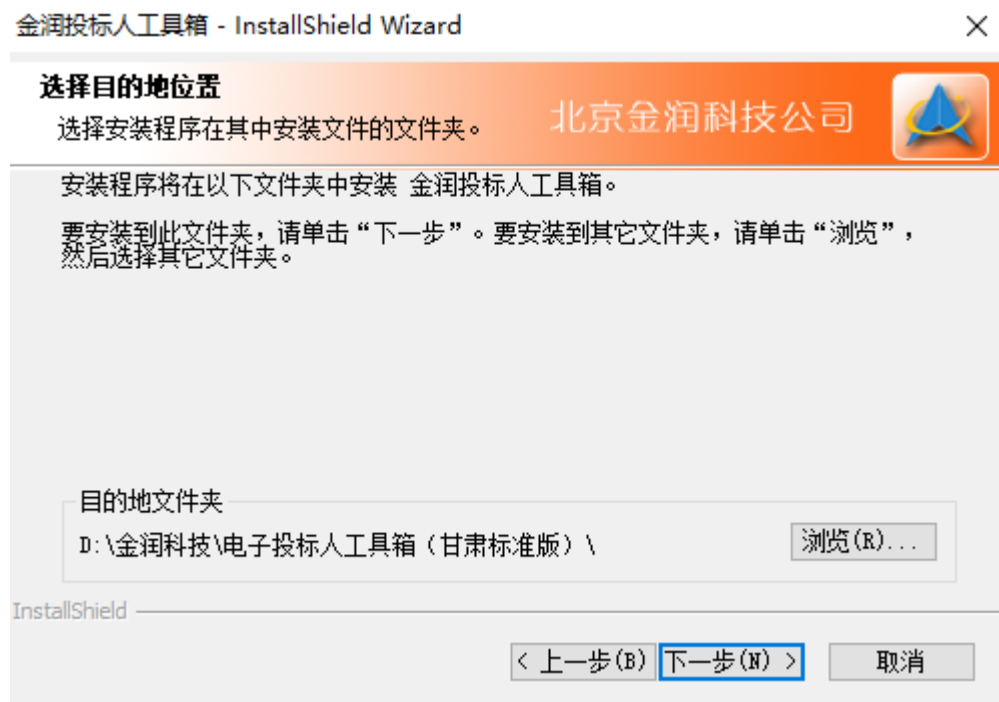 金润投标人工具箱 - InstallShield Wizard
选择目的地位置
选择安装程序在其中安装文件的文件夹。
北京金润科技公司
安装程序将在以下文件夹中安装 金润投标人工具箱。
要安装到此文件夹，请单击“下一步”。要安装到其它文件夹，请单击“浏览”，
然后选择其它文件夹。
目的地文件夹
D:\金润科技\电子投标人工具箱（甘肃标准版）\
浏览(R)...
InstallShield
< 上一步(B)
下一步(N) >
取消